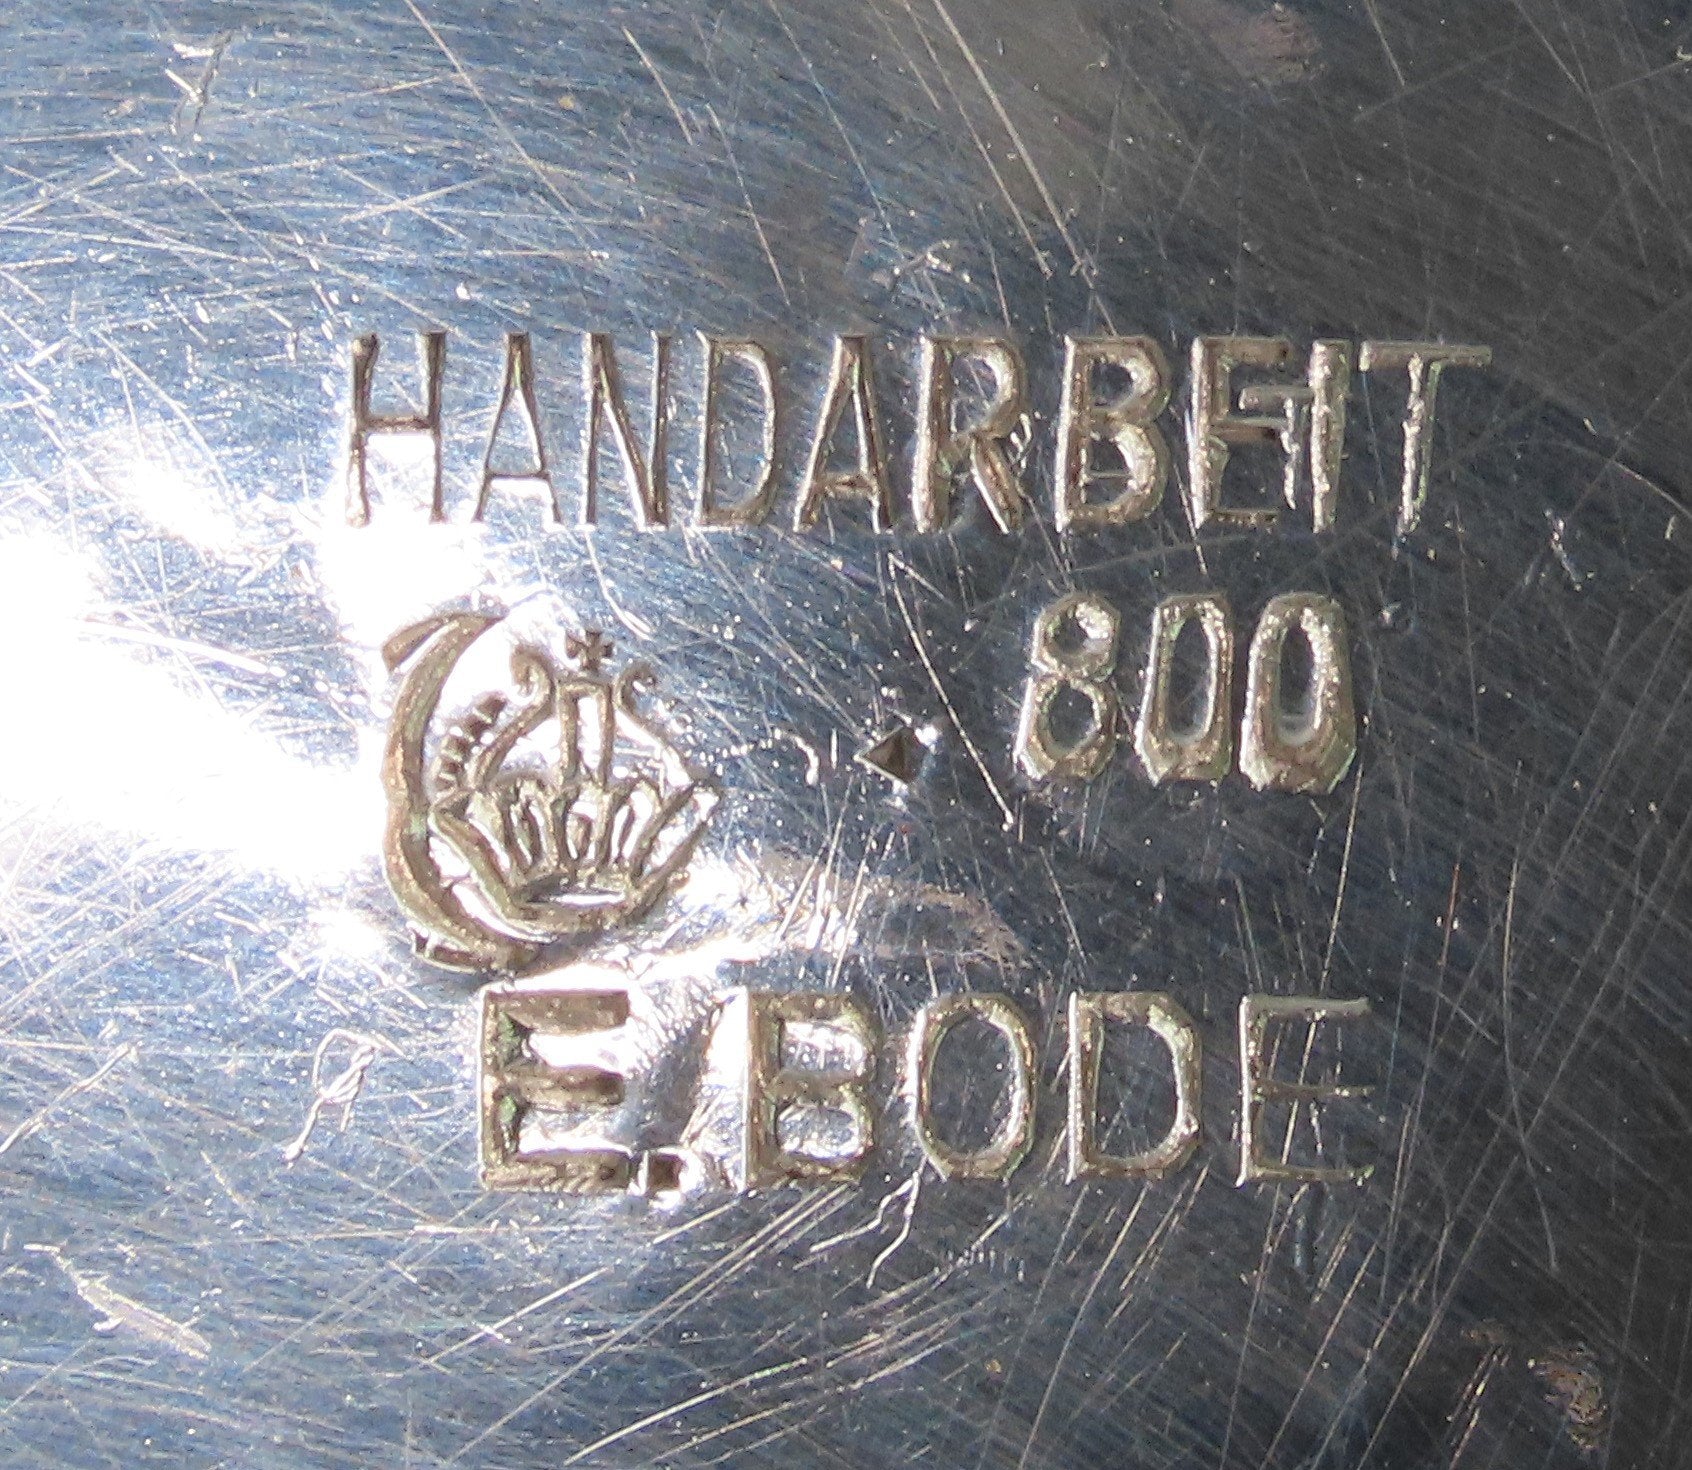 HANDARBEIT
800
E. BODE